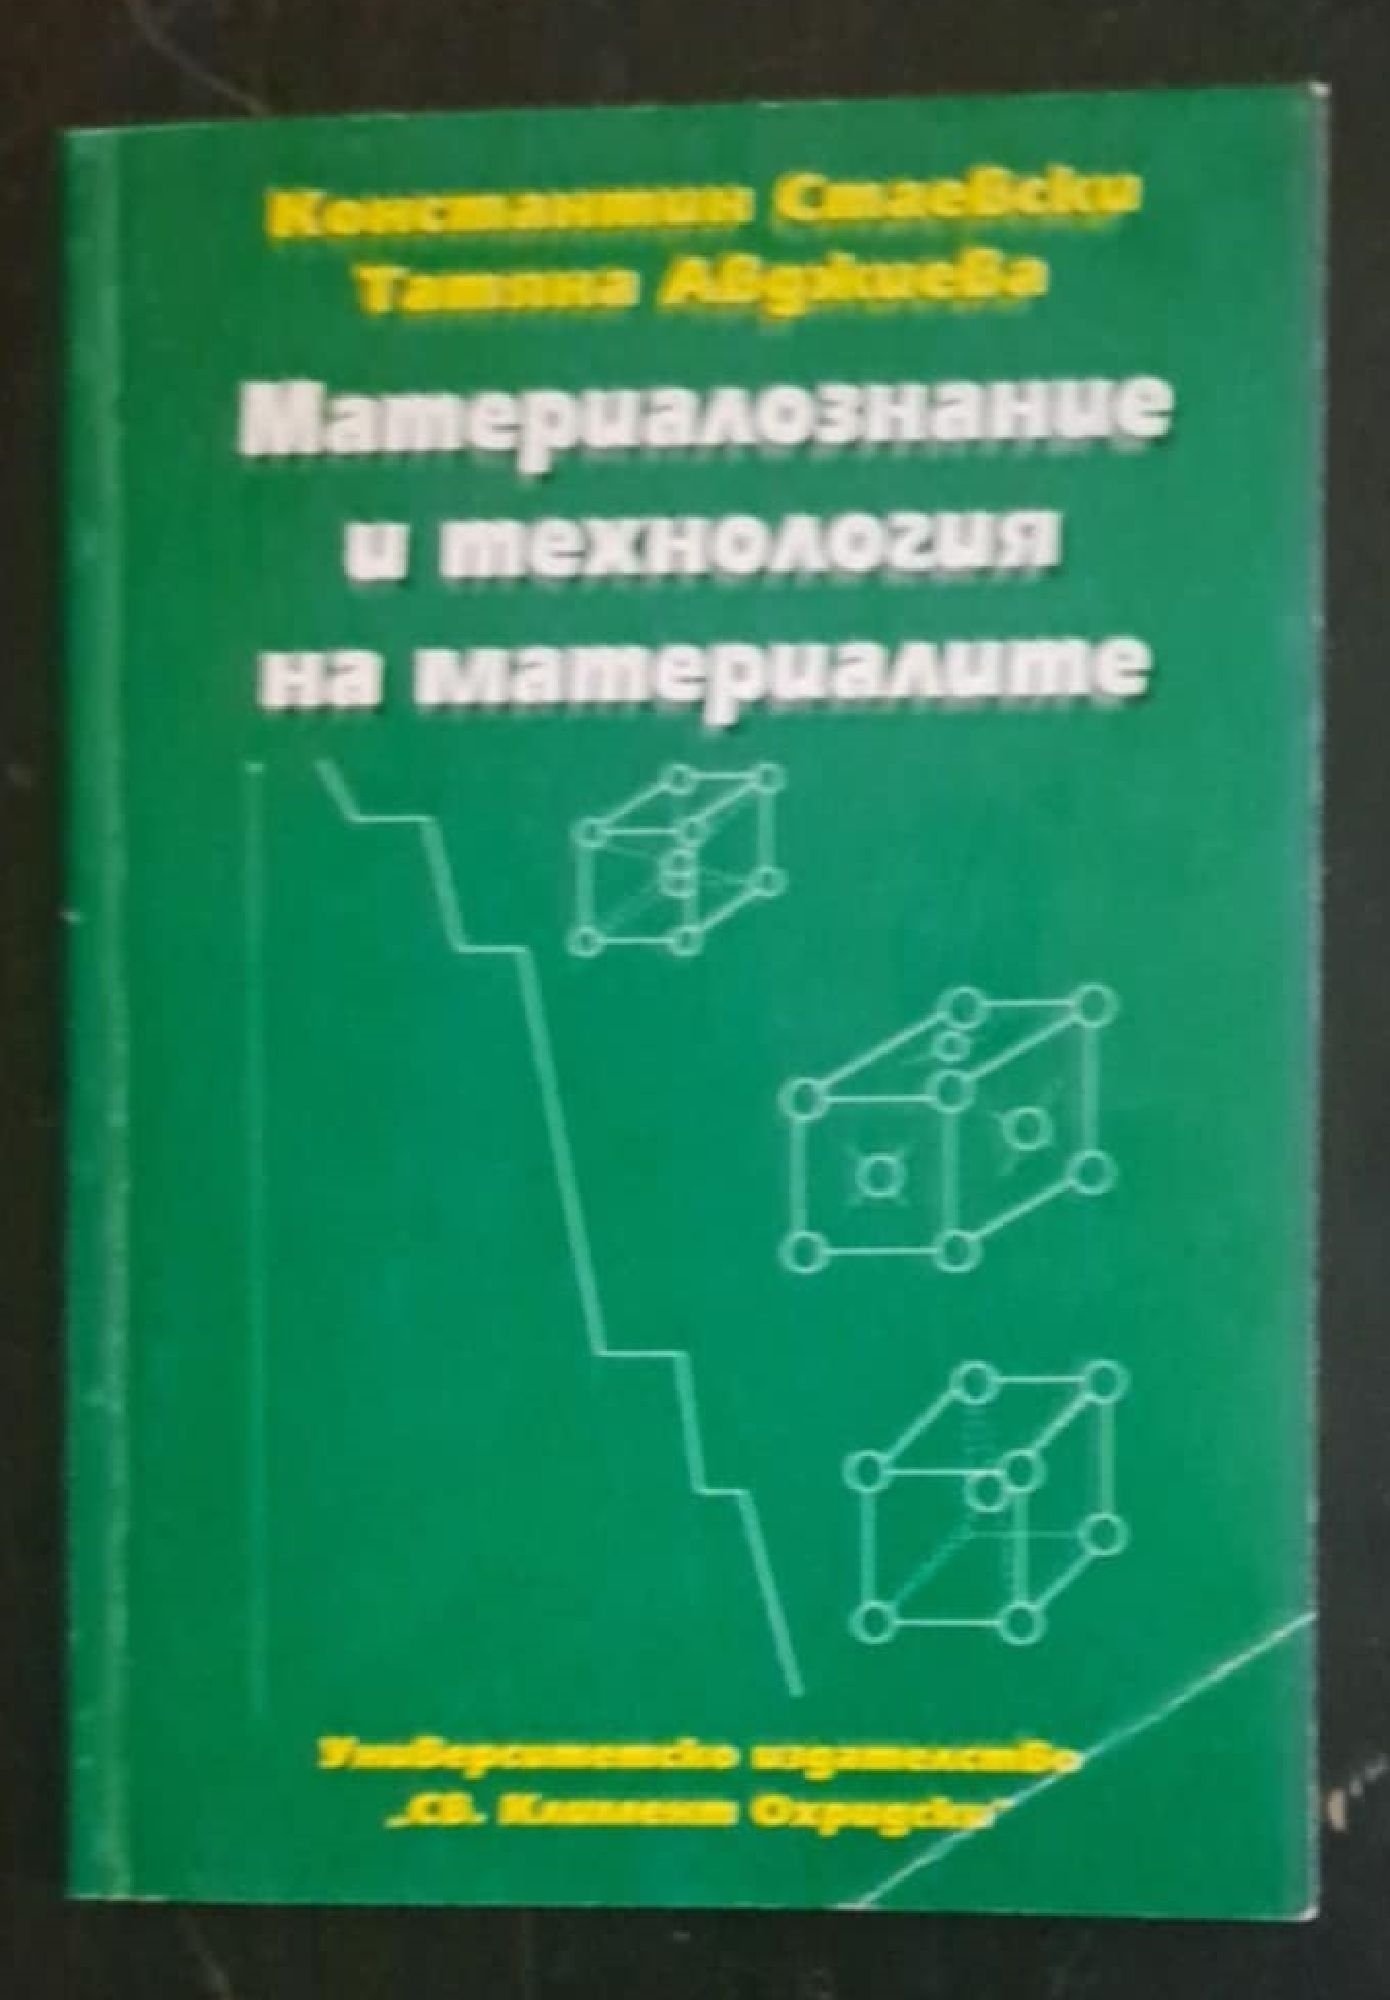 Константин Стаевски
Татяна Авджиева
Материалознание
и технология
на материалите
Университетско издателство
„Св. Климент Охридски“